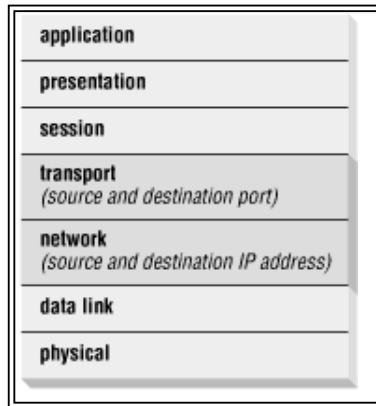 application
presentation
session
transport
(source and destination port)
network
(source and destination IP address)
data link
physical